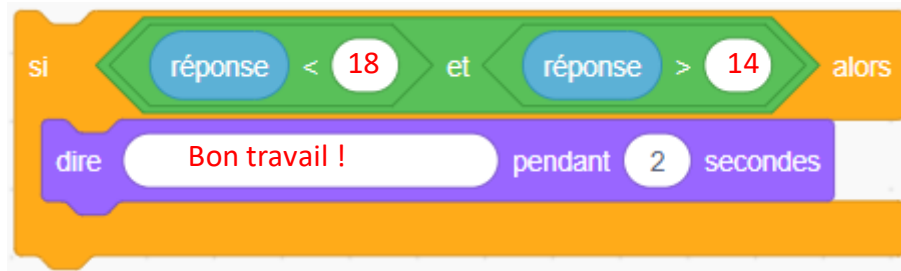 si réponse < 18 et réponse > 14 alors
dire Bon travail ! pendant 2 secondes